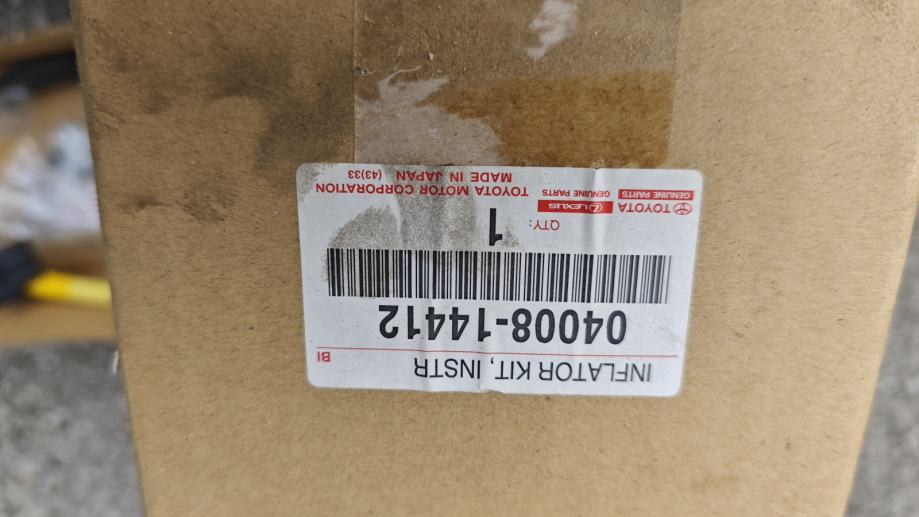 INFLATOR KIT, INSTR
BI
04008-14412
QTY: 1
TOYOTA GENUINE PARTS
LEXUS GENUINE PARTS
TOYOTA MOTOR CORPORATION
MADE IN JAPAN (43)33